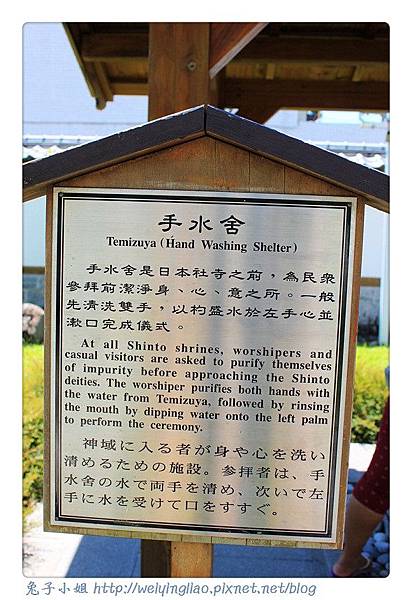 手水舍
Temizuya (Hand Washing Shelter)
手水舍是日本社寺之前，為民眾
參拜前潔淨身、心、意之所。一般
先清洗雙手，以杓盛水於左手心並
漱口完成儀式。
At all Shinto shrines, worshipers and
casual visitors are asked to purify themselves
of impurity before approaching the Shinto
deities. The worshiper purifies both hands with
the water from Temizuya, followed by rinsing
the mouth by dipping water onto the left palm
to perform the ceremony.
神域に入る者が身や心を洗い
清めるための施設。参拝者は、手
水舍の水で両手を清め、次いで左
手に水を受けて口をすすぐ。
兔子小姐 http://welyingliao.pixnet.net/blog